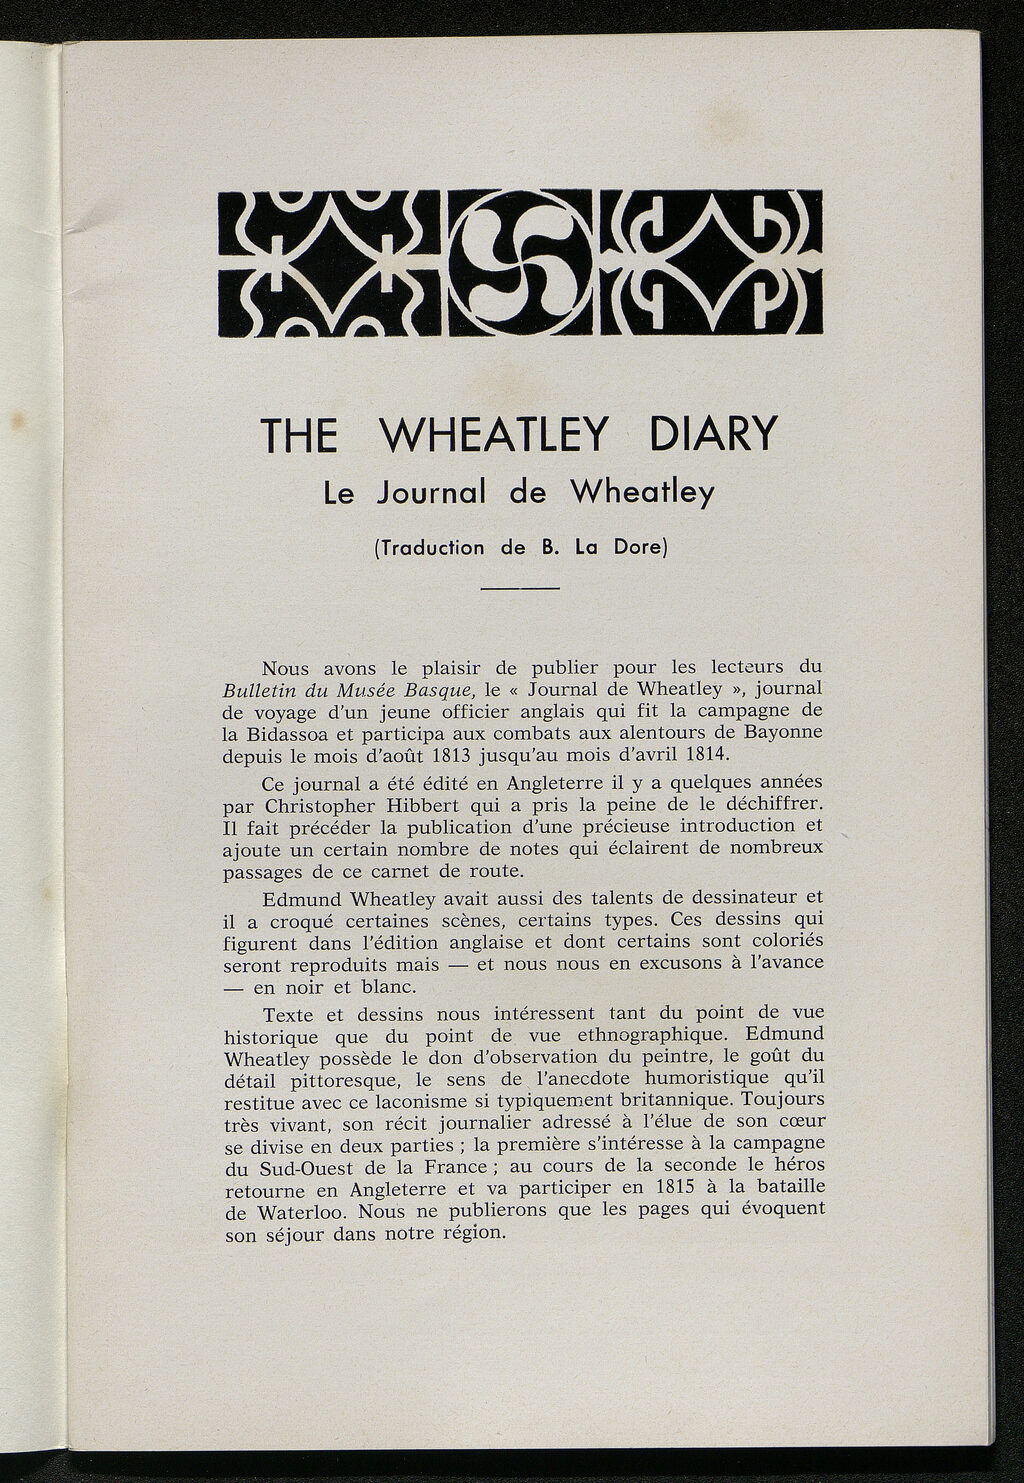 THE WHEATLEY DIARY
Le Journal de Wheatley
(Traduction de B. La Dore)
Nous avons le plaisir de publier pour les lecteurs du
Bulletin du Musée Basque, le « Journal de Wheatley », journal
de voyage d'un jeune officier anglais qui fit la campagne de
la Bidassoa et participa aux combats aux alentours de Bayonne
depuis le mois d'août 1813 jusqu'au mois d'avril 1814.
Ce journal a été édité en Angleterre il y a quelques années
par Christopher Hibbert qui a pris la peine de le déchiffrer.
Il fait précéder la publication d'une précieuse introduction et
ajoute un certain nombre de notes qui éclairent de nombreux
passages de ce carnet de route.
Edmund Wheatley avait aussi des talents de dessinateur et
il a croqué certaines scènes, certains types. Ces dessins qui
figurent dans l'édition anglaise et dont certains sont coloriés
seront reproduits mais — et nous nous en excusons à l'avance
— en noir et blanc.
Texte et dessins nous intéressent tant du point de vue
historique que du point de vue ethnographique. Edmund
Wheatley possède le don d'observation du peintre, le goût du
détail pittoresque, le sens de l'anecdote humoristique qu'il
restitue avec ce laconisme si typiquement britannique. Toujours
très vivant, son récit journalier adressé à l'élue de son cœur
se divise en deux parties ; la première s'intéresse à la campagne
du Sud-Ouest de la France ; au cours de la seconde le héros
retourne en Angleterre et va participer en 1815 à la bataille
de Waterloo. Nous ne publierons que les pages qui évoquent
son séjour dans notre région.